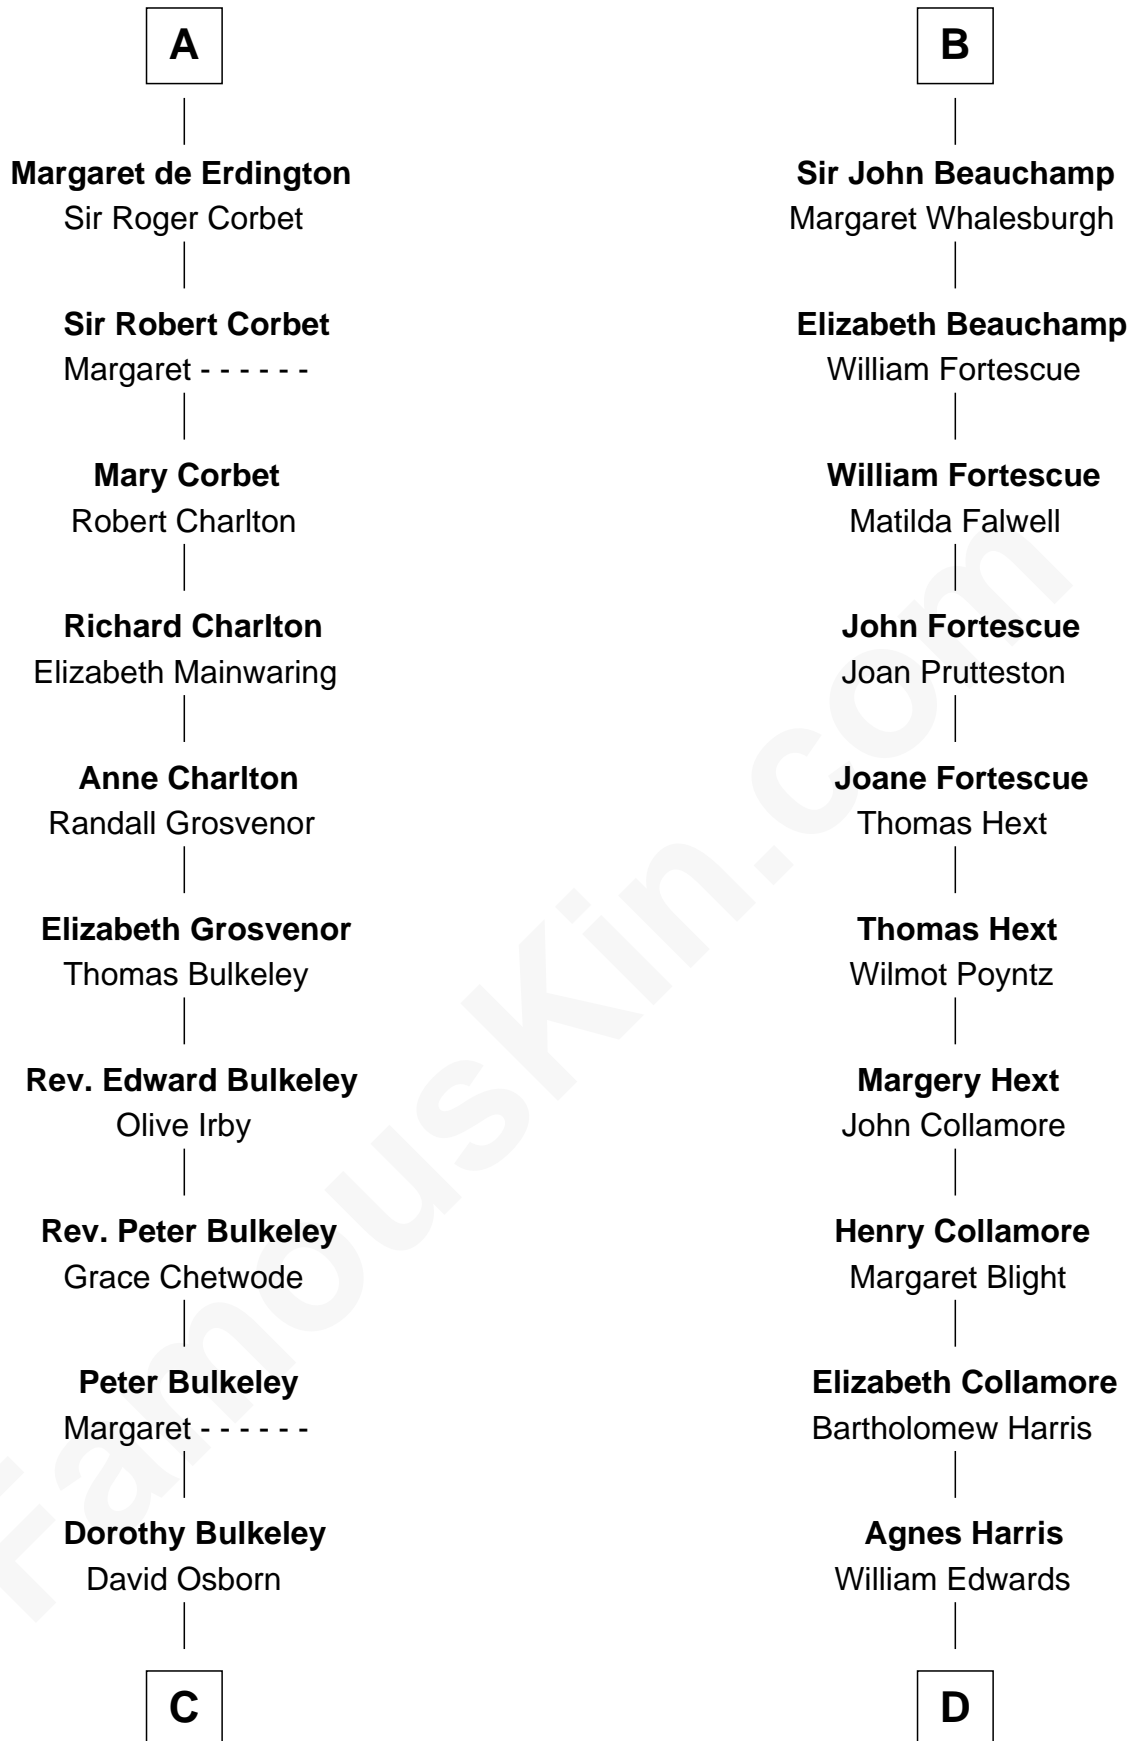 A
Margaret de Erdington
Sir Roger Corbet
Sir Robert Corbet
Margaret - - - - - -
Mary Corbet
Robert Charlton
Richard Charlton
Elizabeth Mainwaring
Anne Charlton
Randall Grosvenor
Elizabeth Grosvenor
Thomas Bulkeley
Rev. Edward Bulkeley
Olive Irby
Rev. Peter Bulkeley
Grace Chetwode
Peter Bulkeley
Margaret - - - - - -
Dorothy Bulkeley
David Osborn
C
B
Sir John Beauchamp
Margaret Whalesburgh
Elizabeth Beauchamp
William Fortescue
William Fortescue
Matilda Falwell
John Fortescue
Joan Prutteston
Joane Fortescue
Thomas Hext
Thomas Hext
Wilmot Poyntz
Margery Hext
John Collamore
Henry Collamore
Margaret Blight
Elizabeth Collamore
Bartholomew Harris
Agnes Harris
William Edwards
D
FamousKin.com